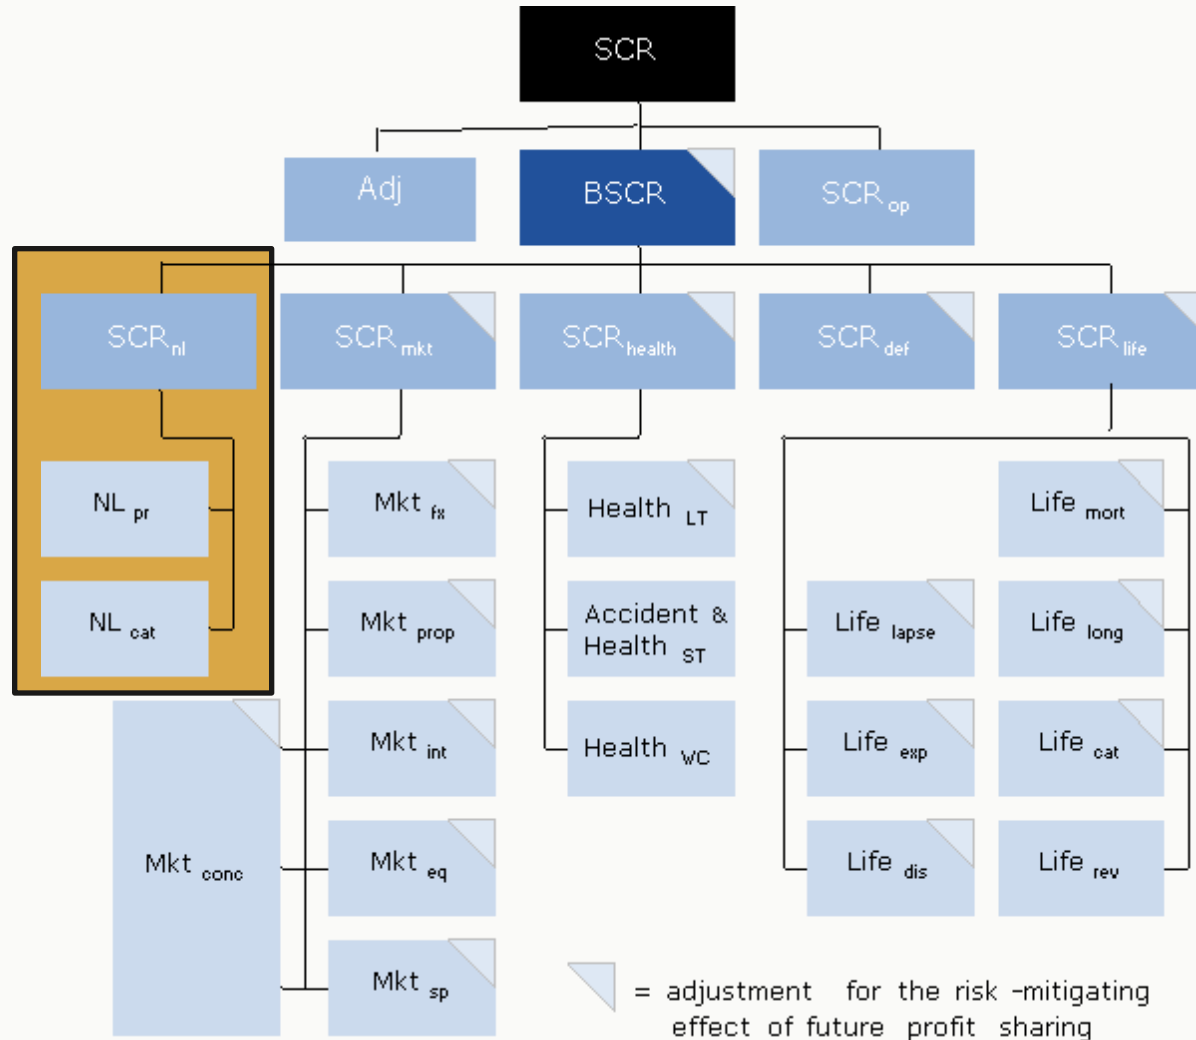 SCR
Adj
BSCR
SCR op
SCR nl
SCR mkt
SCR health
SCR def
SCR life
NL pr
Mkt fx
Health LT
Life mort
NL cat
Mkt prop
Accident &
Health ST
Life lapse
Life long
Mkt conc
Mkt int
Health WC
Life exp
Life cat
Mkt eq
Life dis
Life rev
Mkt sp
= adjustment for the risk -mitigating
effect of future profit sharing